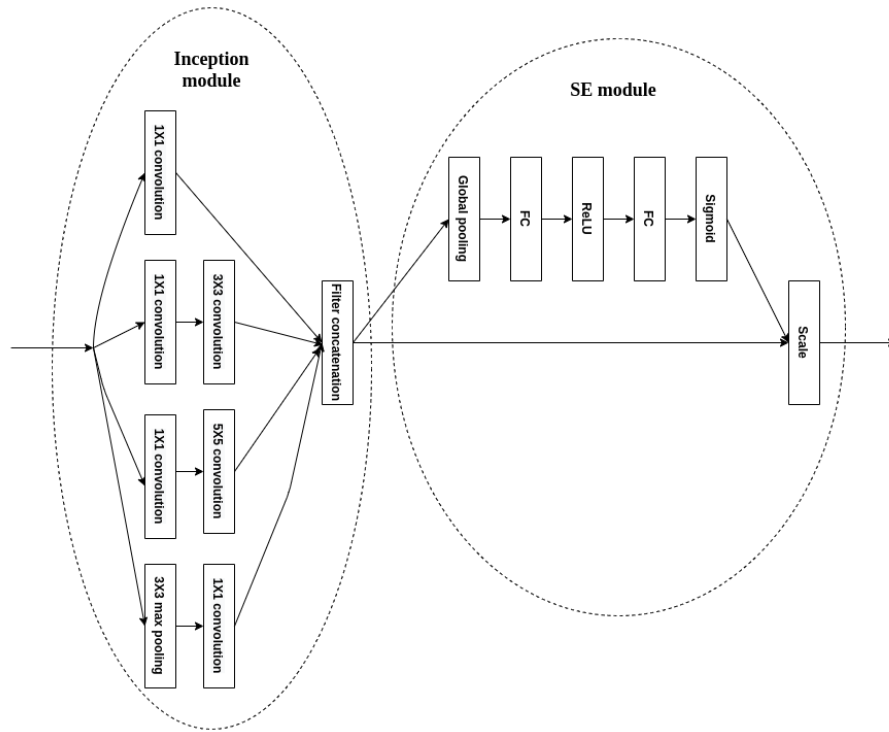 Inception
module
SE module
1X1 convolution
1X1 convolution
3X3 convolution
1X1 convolution
5X5 convolution
3X3 max pooling
1X1 convolution
Filter concatenation
Global pooling
FC
ReLU
FC
Sigmoid
Scale